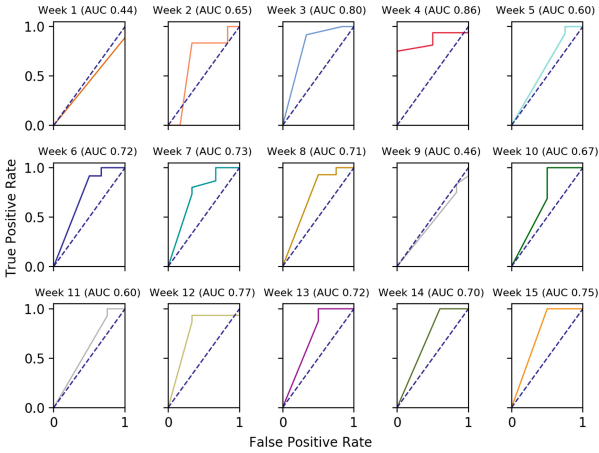 Week 1 (AUC 0.44) Week 2 (AUC 0.65) Week 3 (AUC 0.80) Week 4 (AUC 0.86) Week 5 (AUC 0.60)
1.0
0.5
0.0
Week 6 (AUC 0.72) Week 7 (AUC 0.73) Week 8 (AUC 0.71) Week 9 (AUC 0.46) Week 10 (AUC 0.67)
1.0
0.5
0.0
True Positive Rate
Week 11 (AUC 0.60) Week 12 (AUC 0.77) Week 13 (AUC 0.72) Week 14 (AUC 0.70) Week 15 (AUC 0.75)
1.0
0.5
0.0
0 1 0 1 0 1 0 1 0 1
False Positive Rate